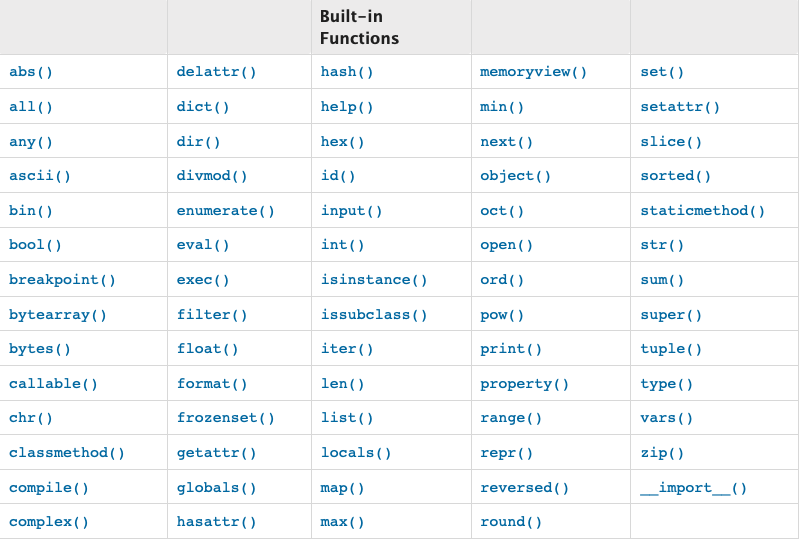 Built-in
Functions
abs() delattr() hash() memoryview() set()
all() dict() help() min() setattr()
any() dir() hex() next() slice()
ascii() divmod() id() object() sorted()
bin() enumerate() input() oct() staticmethod()
bool() eval() int() open() str()
breakpoint() exec() isinstance() ord() sum()
bytearray() filter() issubclass() pow() super()
bytes() float() iter() print() tuple()
callable() format() len() property() type()
chr() frozenset() list() range() vars()
classmethod() getattr() locals() repr() zip()
compile() globals() map() reversed() __import__()
complex() hasattr() max() round()